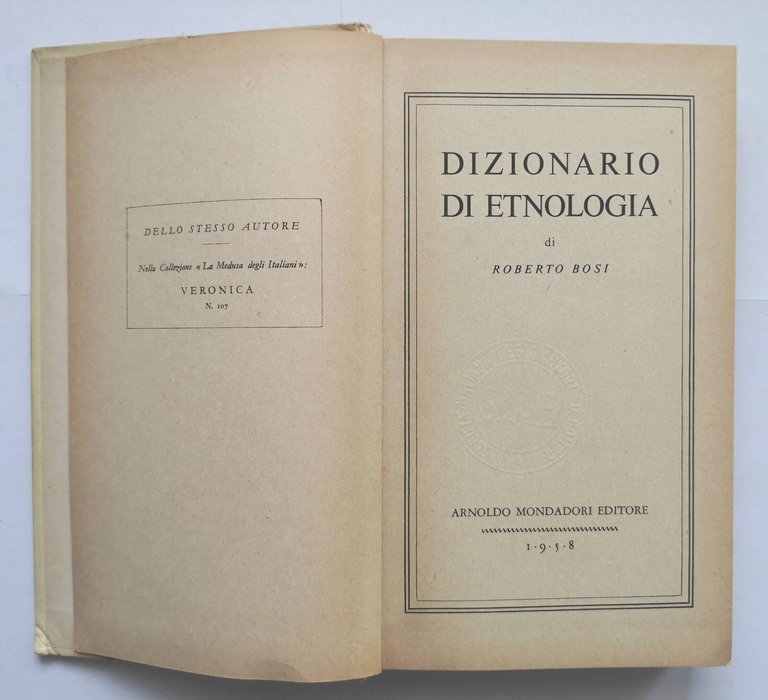 DELLO STESSO AUTORE
Nella Collezione « La Medusa degli Italiani »:
VERONICA
N. 107
DIZIONARIO
DI ETNOLOGIA
di
ROBERTO BOSI
ARNOLDO MONDADORI EDITORE
1·9·5·8